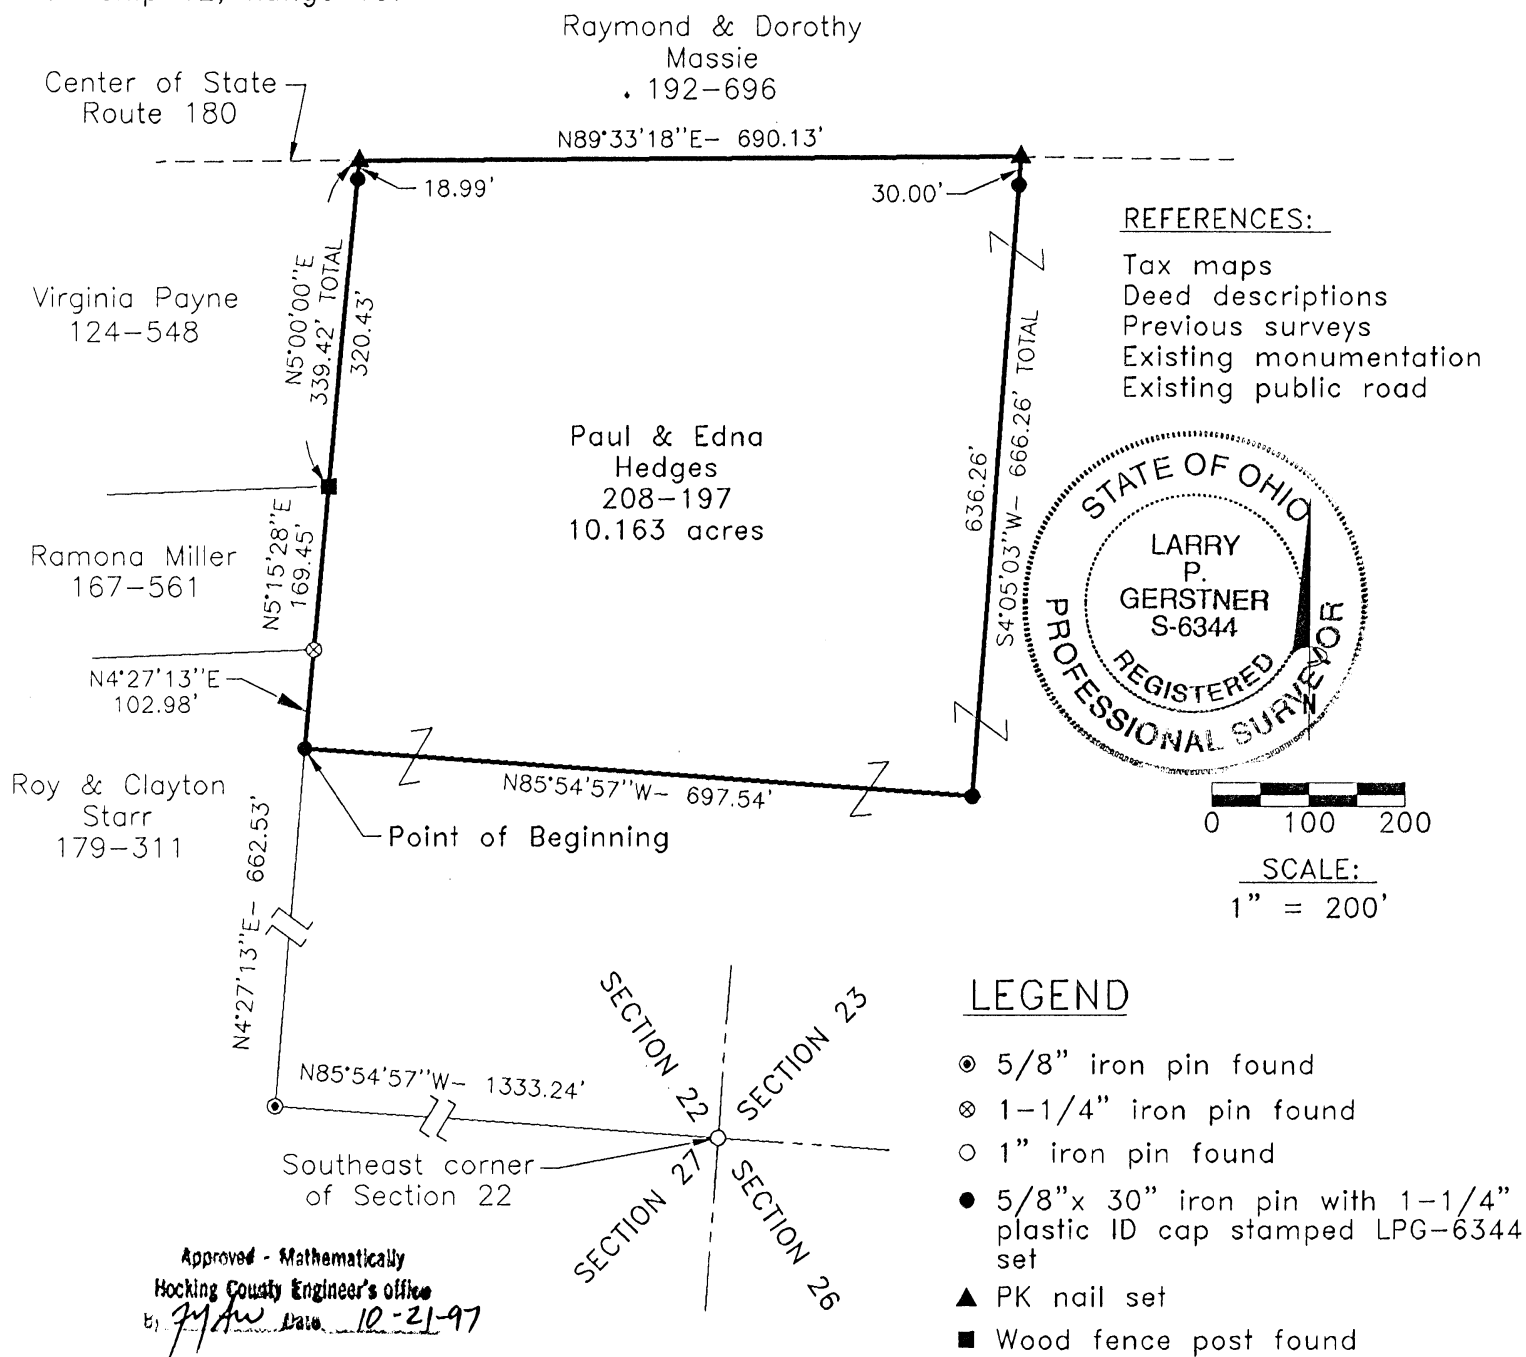 Raymond & Dorothy
Massie
192-696
Center of State
Route 180
N89°33'18"E- 690.13'
18.99'
30.00'
REFERENCES:
Tax maps
Deed descriptions
Previous surveys
Existing monumentation
Existing public road
Virginia Payne
124-548
N5°00'00"E
339.42' TOTAL
320.43'
Paul & Edna
Hedges
208-197
10.163 acres
636.26'
S4°05'03"W- 666.26' TOTAL
STATE OF OHIO
LARRY
P.
GERSTNER
S-6344
REGISTERED
PROFESSIONAL SURVEYOR
N
Ramona Miller
167-561
N5°15'28"E
169.45'
N4°27'13"E
102.98'
N85°54'57"W- 697.54'
Roy & Clayton
Starr
179-311
Point of Beginning
0 100 200
SCALE:
1" = 200'
N4°27'13"E- 662.53'
N85°54'57"W- 1333.24'
SECTION 22
SECTION 23
SECTION 27
SECTION 26
Southeast corner
of Section 22
LEGEND
5/8" iron pin found
1-1/4" iron pin found
1" iron pin found
5/8"x 30" iron pin with 1-1/4"
plastic ID cap stamped LPG-6344
set
PK nail set
Wood fence post found
Approved - Mathematically
Hocking County Engineer's office
By Date 10-21-97